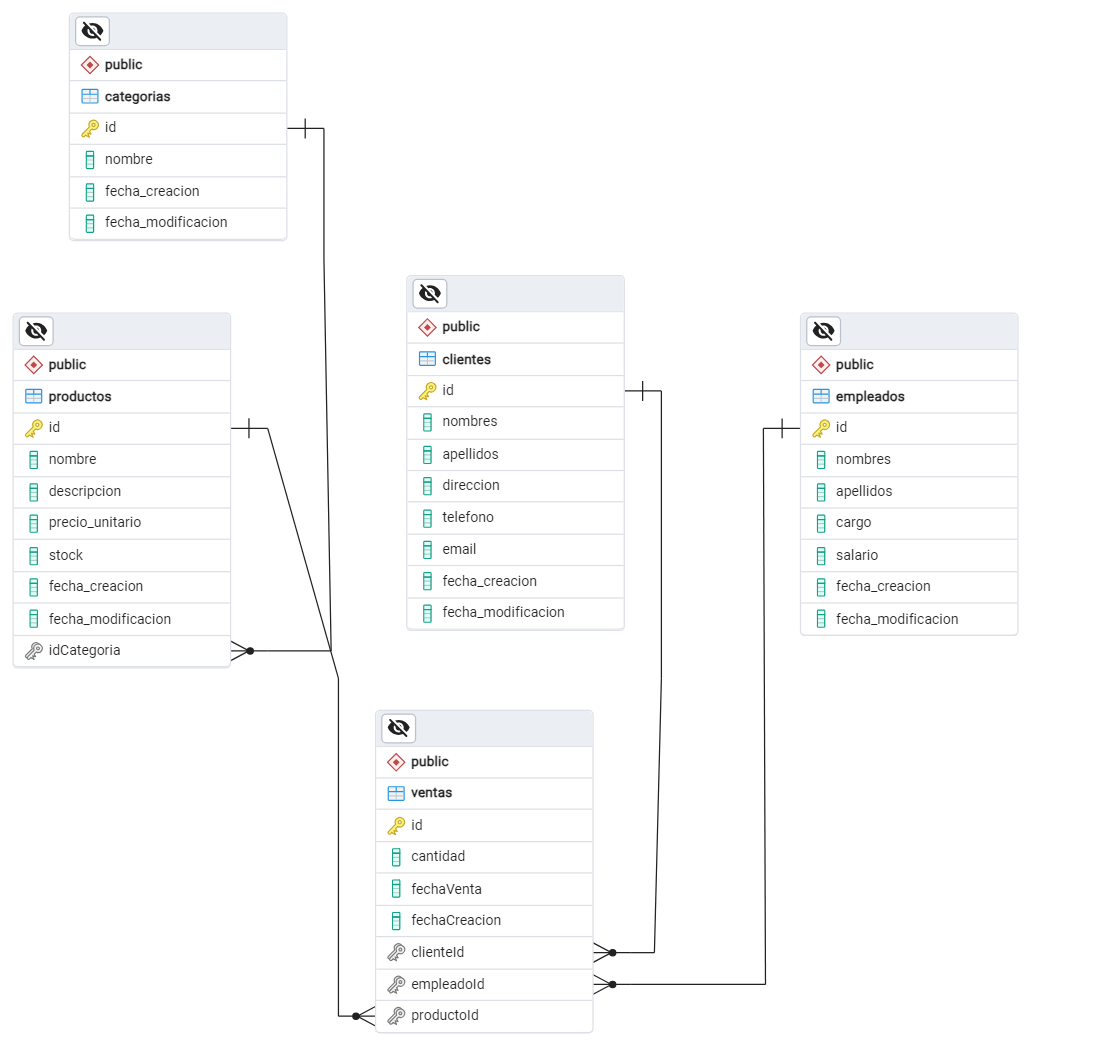 public
categorias
id
nombre
fecha_creacion
fecha_modificacion
public
productos
id
nombre
descripcion
precio_unitario
stock
fecha_creacion
fecha_modificacion
idCategoria
public
clientes
id
nombres
apellidos
direccion
telefono
email
fecha_creacion
fecha_modificacion
public
empleados
id
nombres
apellidos
cargo
salario
fecha_creacion
fecha_modificacion
public
ventas
id
cantidad
fechaVenta
fechaCreacion
clienteId
empleadoId
productoId